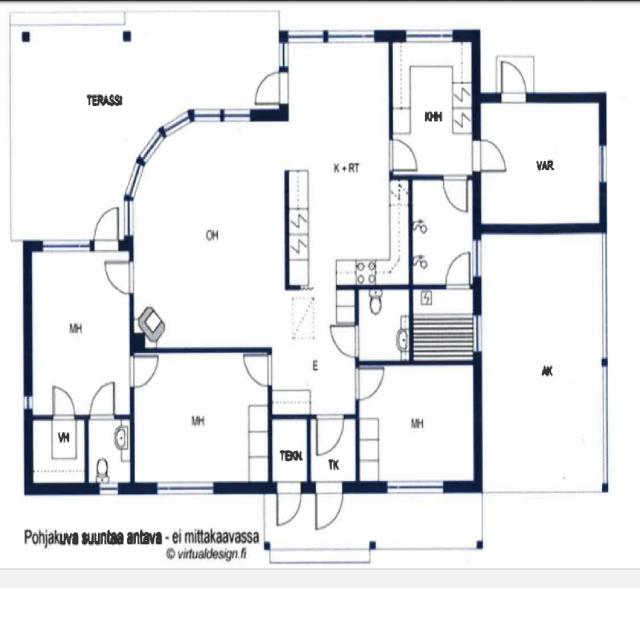 TERASSI
KHH
VAR.
K + RT
OH
MH
AK
E
MH
MH
VH
TEKN.
TK
Pohjakuva suuntaa antava - ei mittakaavassa
© virtualdesign.fi